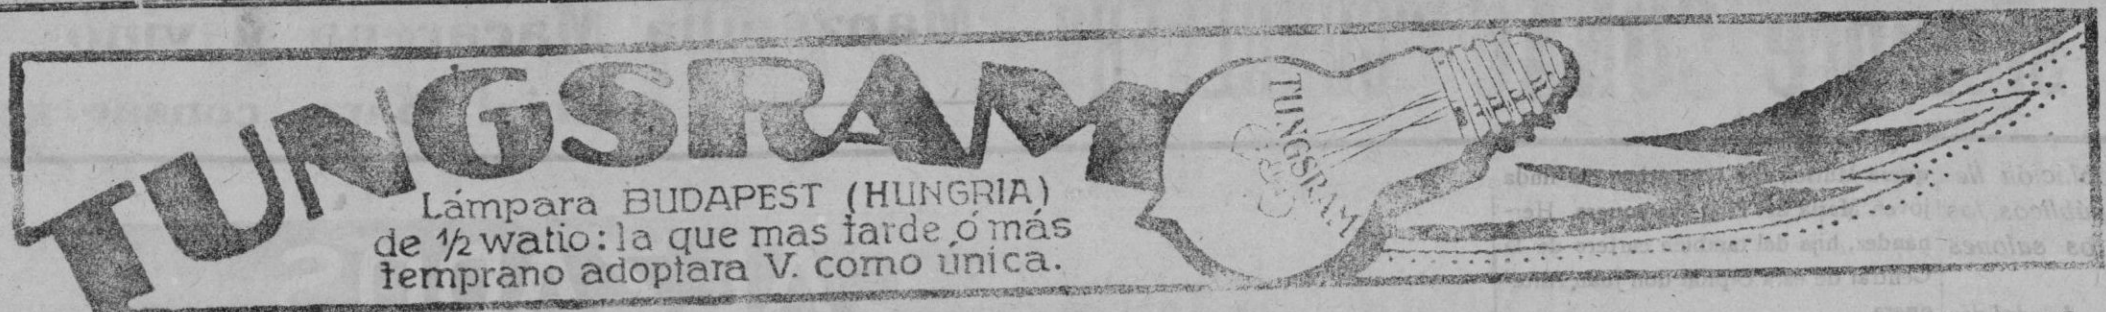 TUNGSRAM
TUNGSRAM
TUNGSRAM
Lámpara BUDAPEST (HUNGRIA)
de ½ watio: la que mas tarde ó más
temprano adoptara V. como única.